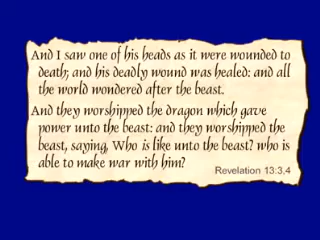 And I saw one of his heads as it were wounded to
death; and his deadly wound was healed: and all
the world wondered after the beast.
And they worshipped the dragon which gave
power unto the beast: and they worshipped the
beast, saying, Who is like unto the beast? who is
able to make war with him?
Revelation 13:3,4